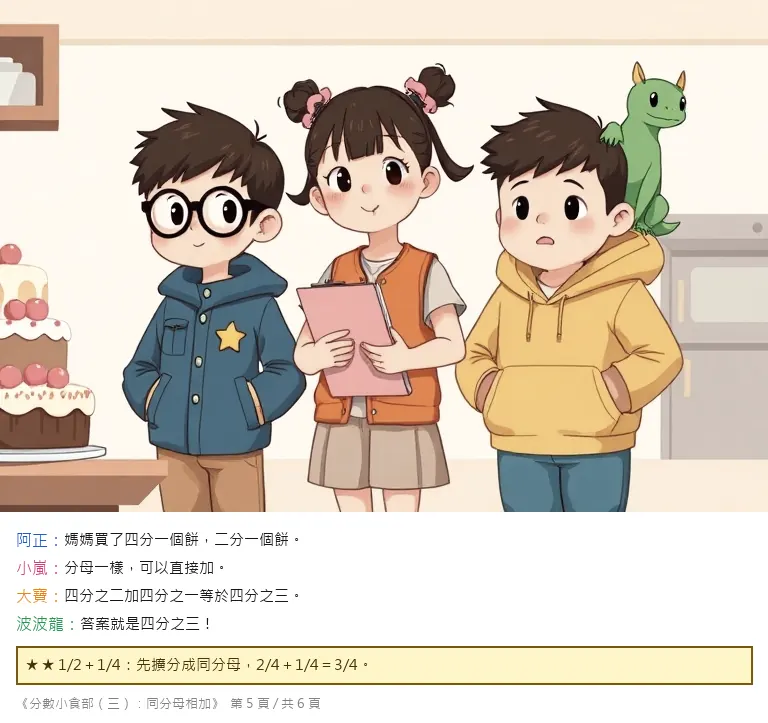 阿正：媽媽買了四分一個餅，二分一個餅。
小嵐：分母一樣，可以直接加。
大寶：四分之二加四分之一等於四分之三。
波波龍：答案就是四分之三！
★★1/2＋1/4：先擴分成同分母，2/4＋1/4＝3/4。
《分數小食部（三）：同分母相加》 第 5 頁 / 共 6 頁